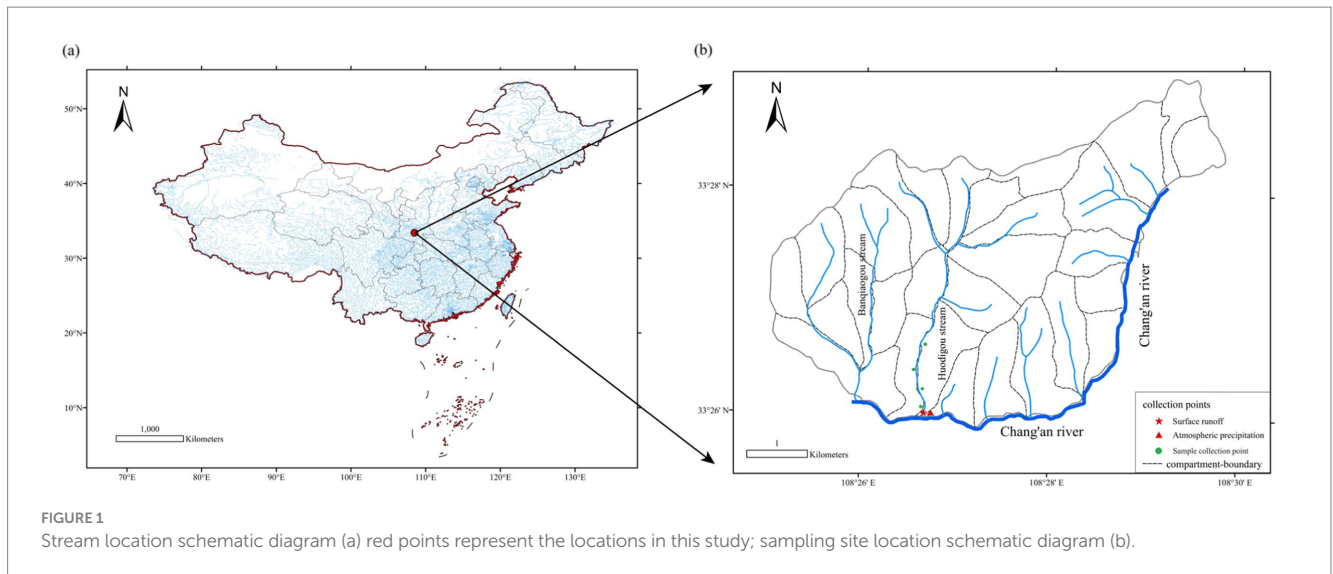 (a)
(b)
N
50°N
40°N
30°N
20°N
10°N
1,000
Kilometers
70°E
80°E
90°E
100°E
110°E
120°E
130°E
N
33°28'N
33°26'N
Banqiaogou stream
Huodigou stream
Chang'an river
Chang'an river
collection points
Surface runoff
Atmospheric precipitation
Sample collection point
compartment-boundary
1
Kilometers
108°26' E
108°28' E
108°30' E
FIGURE 1
Stream location schematic diagram (a) red points represent the locations in this study; sampling site location schematic diagram (b).